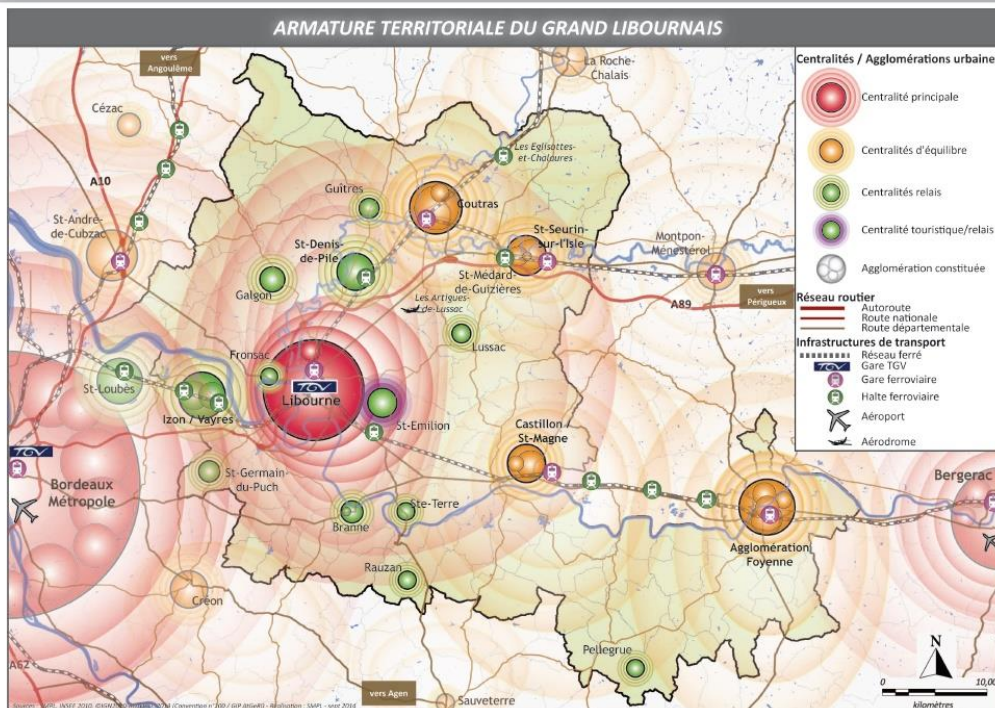 ARMATURE TERRITORIALE DU GRAND LIBOURNAIS
vers
Angoulême
La Roche-
Chalais
Cézac
Les Eglisottes-
et-Chalaures
A10
Guîtres
Coutras
St-André-
de-Cubzac
St-Denis-
de-Pile
St-Seurin-
sur-l'Isle
Montpon-
Ménestérol
Galgon
St-Médard-
de-Guizières
A89
vers
Périgueux
Les Artigues-
de-Lussac
Lussac
Fronsac
St-Loubès
TGV
Libourne
Izon / Vayres
St-Emilion
Castillon /
St-Magne
TGV
Bordeaux
Métropole
St-Germain-
du-Puch
Bergerac
Branne
Ste-Terre
Agglomération
Foyenne
Rauzan
Créon
Pellegrue
A62
vers Agen
Sauveterre
Centralités / Agglomérations urbaine
Centralité principale
Centralités d'équilibre
Centralités relais
Centralité touristique/relais
Agglomération constituée
Réseau routier
Autoroute
Route nationale
Route départementale
Infrastructures de transport
Réseau ferré
TGV Gare TGV
Gare ferroviaire
Halte ferroviaire
Aéroport
Aérodrome
N
0 10,00
kilomètres